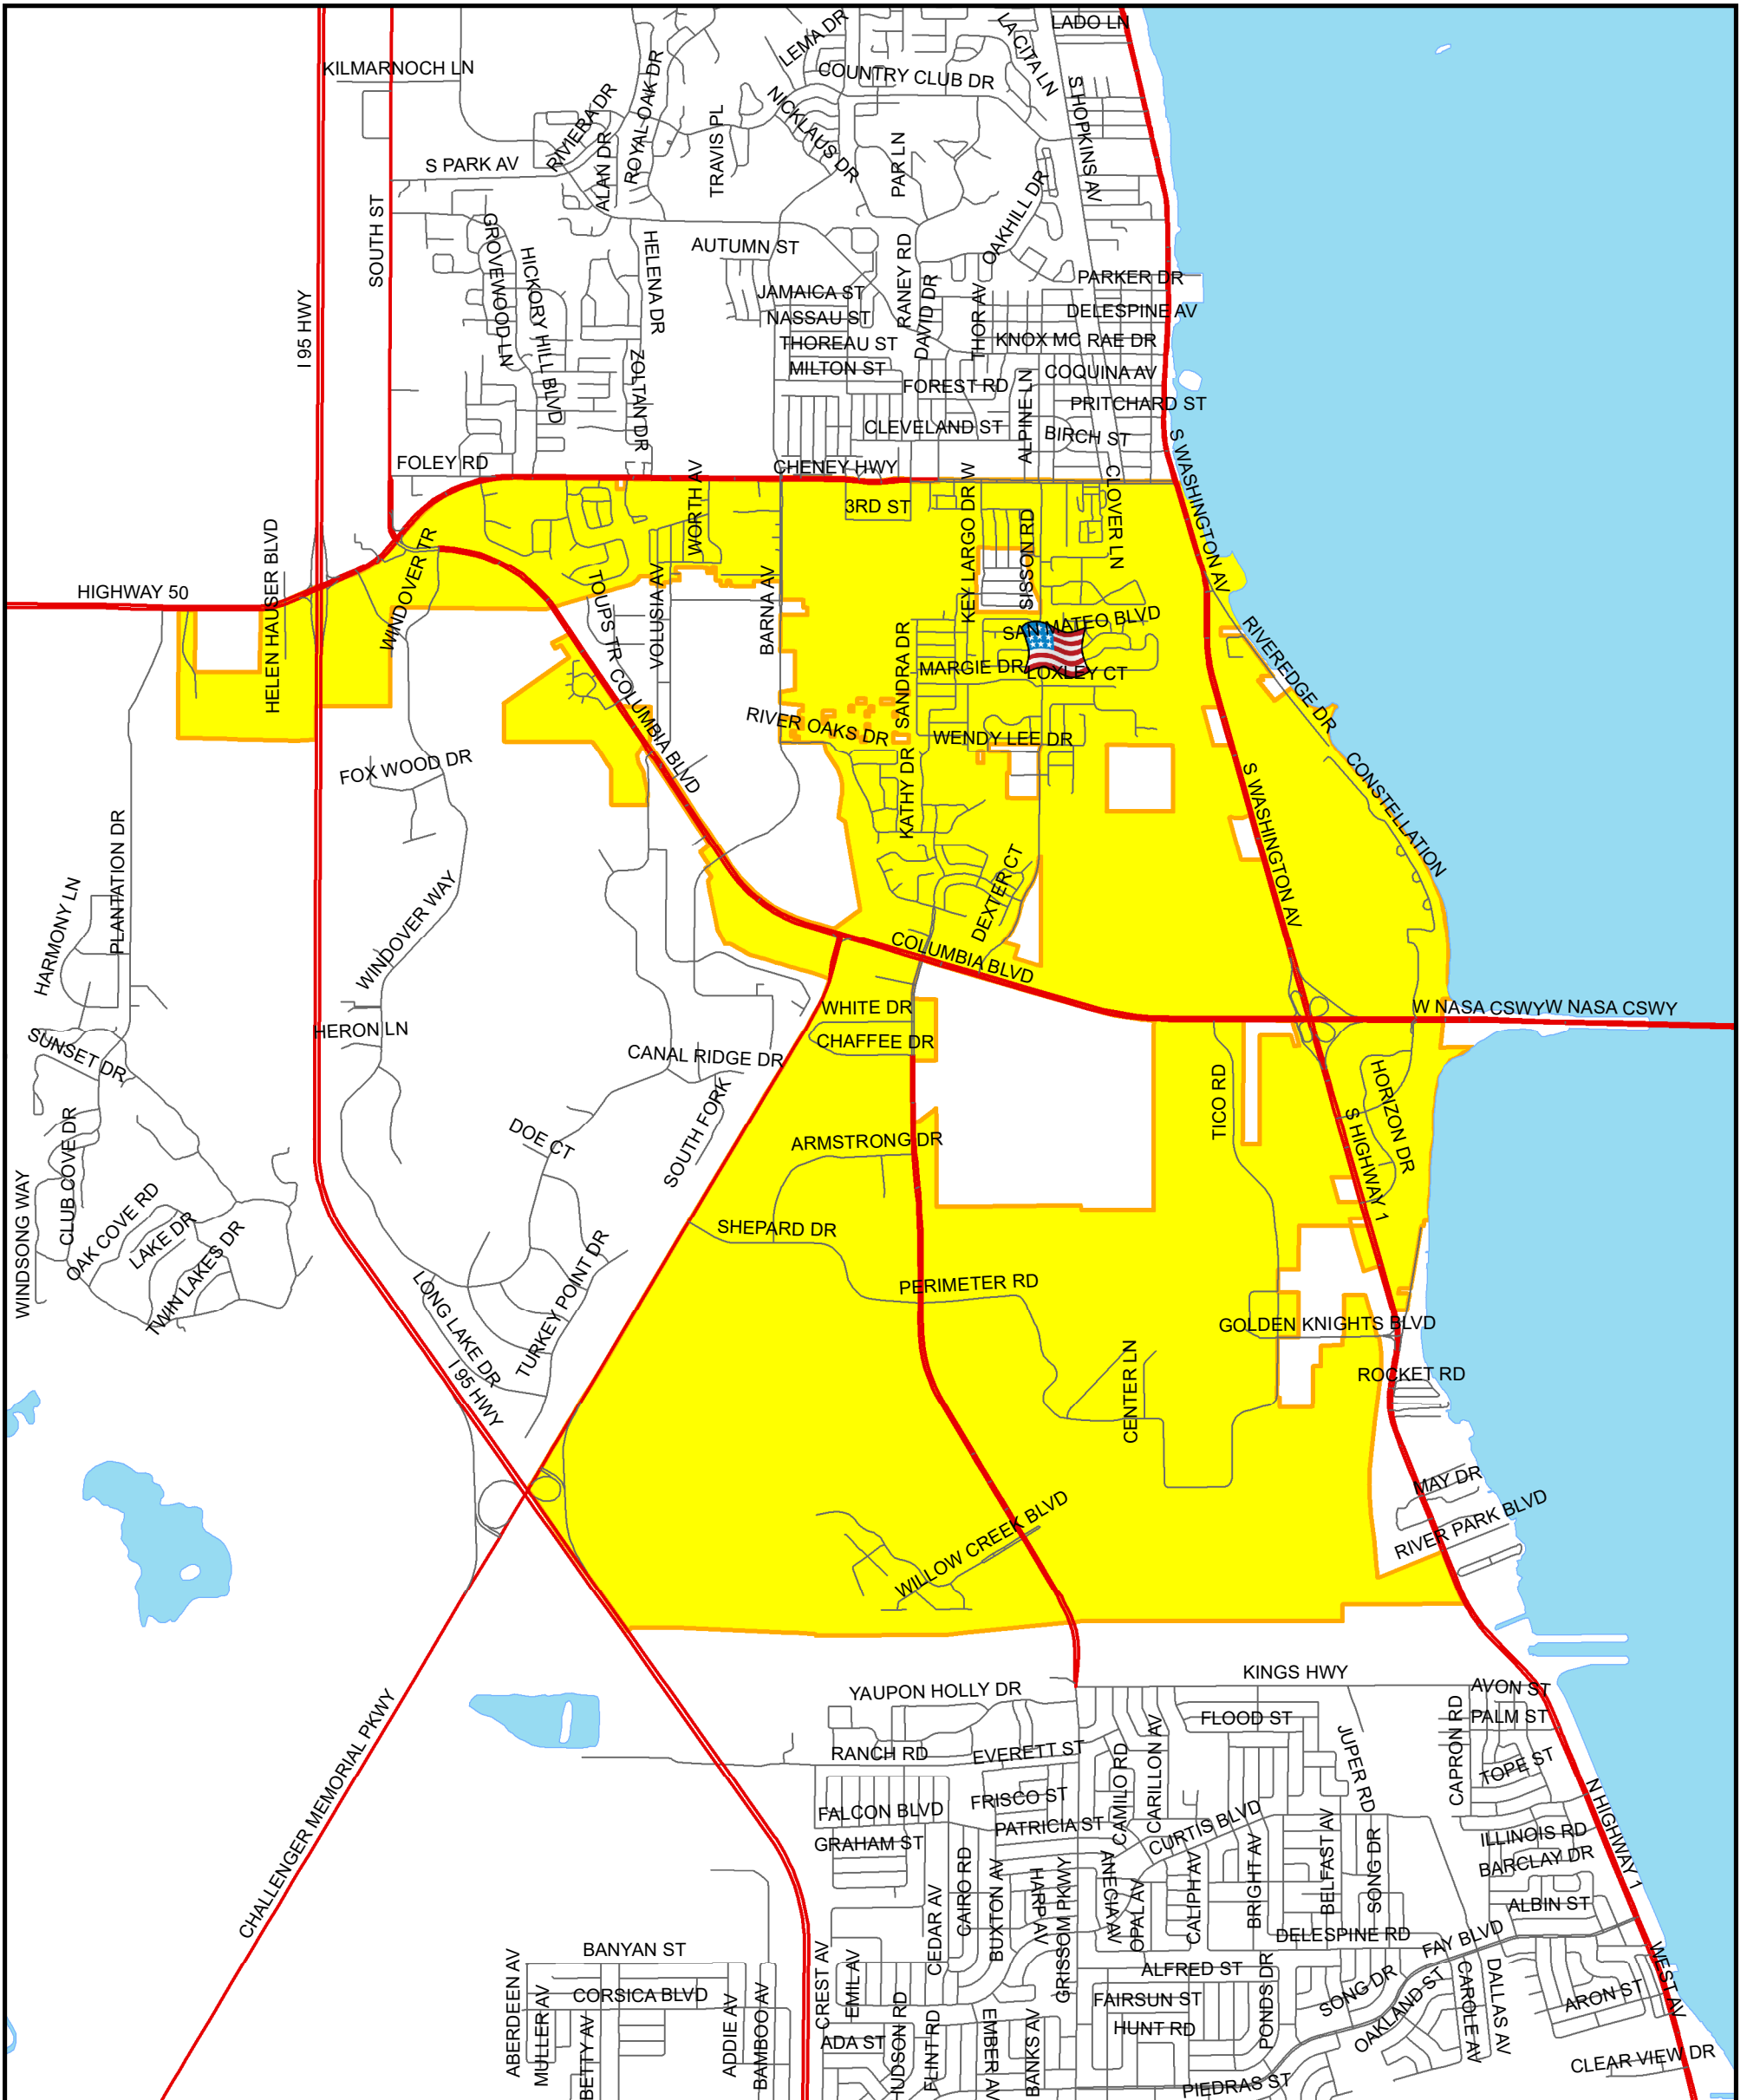 LADO LN
LEMA DR
LA CITA LN
KILMARNOCH LN
COUNTRY CLUB DR
S HOPKINS AV
RIVIERA DR
ROYAL OAK DR
NICKLAUS DR
TRAVIS PL
PAR LN
ALAN DR
S PARK AV
SOUTH ST
OAKHILL DR
GROVEWOOD LN
HICKORY HILL BLVD
HELENA DR
AUTUMN ST
RANEY RD
PARKER DR
JAMAICA ST
DAVID DR
THOR AV
DELESPINE AV
I 95 HWY
NASSAU ST
THOREAU ST
KNOX MC RAE DR
MILTON ST
COQUINA AV
ZOLTAN DR
FOREST RD
ALPINE LN
PRITCHARD ST
CLEVELAND ST
BIRCH ST
FOLEY RD
CHENEY HWY
S WASHINGTON AV
WORTH AV
3RD ST
KEY LARGO DR W
SISSON RD
CLOVER LN
HELEN HAUSER BLVD
WINDOVER TR
HIGHWAY 50
TOUPS TR
VOLUSIA AV
BARNA AV
SAN MATEO BLVD
RIVEREDGE DR
SANDRA DR
MARGIE DR
LOXLEY CT
COLUMBIA BLVD
RIVER OAKS DR
WENDY LEE DR
FOX WOOD DR
KATHY DR
S WASHINGTON AV
CONSTELLATION
PLANTATION DR
HARMONY LN
WINDOVER WAY
DEXTER CT
COLUMBIA BLVD
WHITE DR
W NASA CSWY
W NASA CSWY
HERON LN
SUNSET DR
CHAFFEE DR
CANAL RIDGE DR
TICO RD
HORIZON DR
SOUTH FORK
DOE CT
ARMSTRONG DR
S HIGHWAY 1
CLUB COVE DR
WINDSONG WAY
OAK COVE RD
LAKE DR
TWIN LAKES DR
SHEPARD DR
TURKEY POINT DR
LONG LAKE DR
PERIMETER RD
GOLDEN KNIGHTS BLVD
I 95 HWY
CENTER LN
ROCKET RD
MAY DR
RIVER PARK BLVD
WILLOW CREEK BLVD
KINGS HWY
YAUPON HOLLY DR
AVON ST
CAPRON RD
PALM ST
FLOOD ST
CHALLENGER MEMORIAL PKWY
RANCH RD
EVERETT ST
CAMILO RD
CARILLON AV
JUPER RD
TOPE ST
FRISCO ST
FALCON BLVD
PATRICIA ST
CURTIS BLVD
N HIGHWAY 1
GRAHAM ST
ILLINOIS RD
BARCLAY DR
CAIRO RD
BUXTON AV
HARP AV
GRISSOM PKWY
ANECIA AV
OPAL AV
CALIPH AV
BRIGHT AV
BELFAST AV
SONG DR
ALBIN ST
CEDAR AV
DELESPINE RD
FAY BLVD
BANYAN ST
CREST AV
EMIL AV
ALFRED ST
WEST AV
ABERDEEN AV
MULLER AV
CORSICA BLVD
ADDIE AV
BAMBOO AV
HUDSON RD
FLINT RD
FAIRSUN ST
PONDS DR
SONG DR
OAKLAND ST
CAROLE AV
DALLAS AV
ARON ST
BETTY AV
ADA ST
EMBER AV
BANKS AV
HUNT RD
CLEAR VIEW DR
PIEDRAS ST